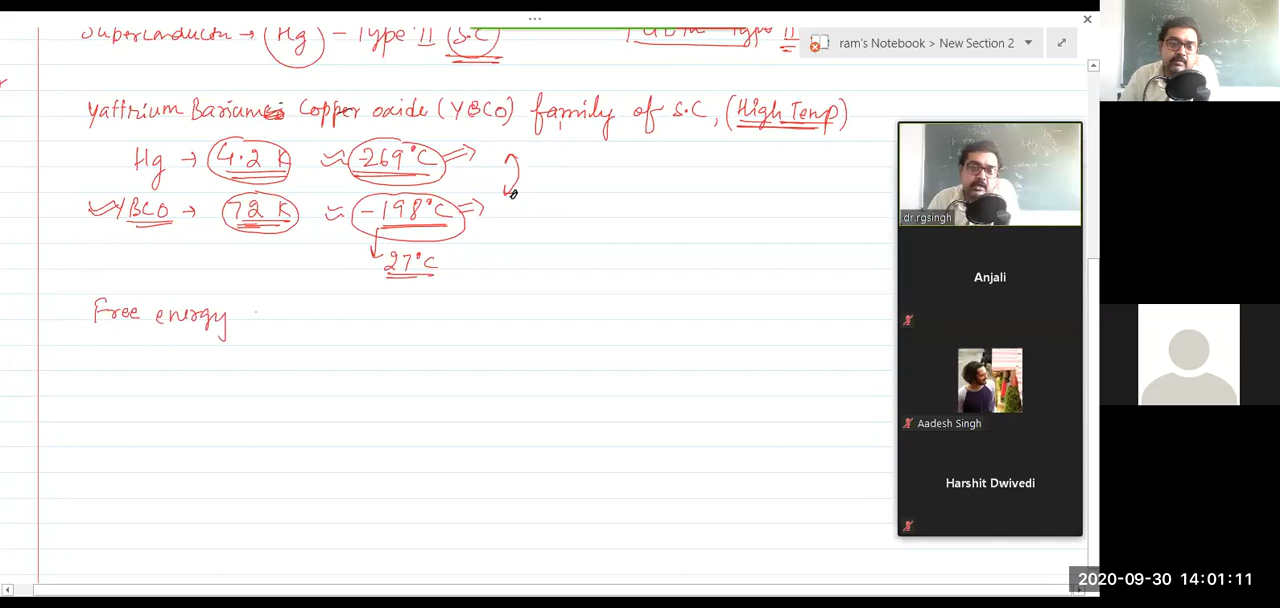 Superconductor → (Hg) - Type II (S.C)
Type II
ram's Notebook > New Section 2
Yattrium Barium Copper oxide (YBCO) family of S.C, (High Temp)
Hg → 4.2 K ≈ -269°C ⇒
YBCO → 72 K ≈ -198°C ⇒
27°C
Free energy
dr.rgsingh
Anjali
Aadesh Singh
Harshit Dwivedi
2020-09-30 14:01:11